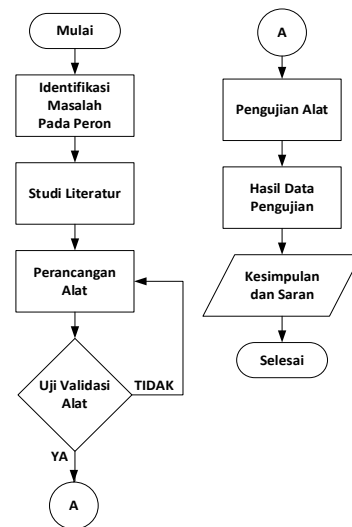 Mulai
Identifikasi
Masalah
Pada Peron
Studi Literatur
Perancangan
Alat
Uji Validasi
Alat
TIDAK
YA
A
A
Pengujian Alat
Hasil Data
Pengujian
Kesimpulan
dan Saran
Selesai